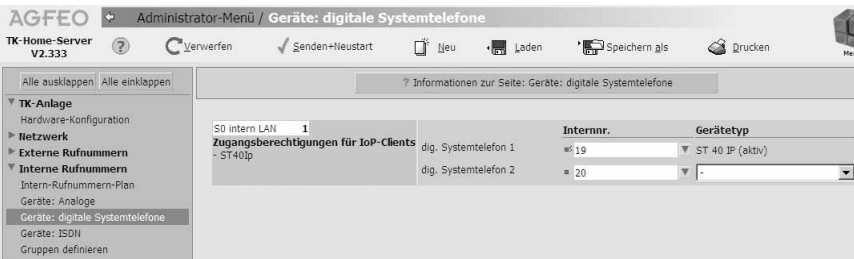 AGFEO Administrator-Menü / Geräte: digitale Systemtelefone
TK-Home-Server
V2.333
? Verwerfen Senden+Neustart Neu Laden Speichern als Drucken
Alle ausklappen Alle einklappen
? Informationen zur Seite: Geräte: digitale Systemtelefone
TK-Anlage
Hardware-Konfiguration
Netzwerk
Externe Rufnummern
Interne Rufnummern
Intern-Rufnummern-Plan
Geräte: Analoge
Geräte: digitale Systemtelefone
Geräte: ISDN
Gruppen definieren
S0 intern LAN 1
Zugangsberechtigungen für IoP-Clients
- ST40Ip
Internnr. Gerätetyp
dig. Systemtelefon 1 19 ST 40 IP (aktiv)
dig. Systemtelefon 2 20 -